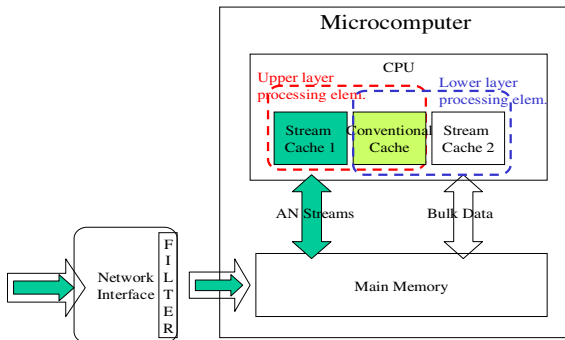 Microcomputer
CPU
Upper layer
processing elem.
Lower layer
processing elem.
Stream
Cache 1
Conventional
Cache
Stream
Cache 2
AN Streams
Bulk Data
Network
Interface
F
I
L
T
E
R
Main Memory